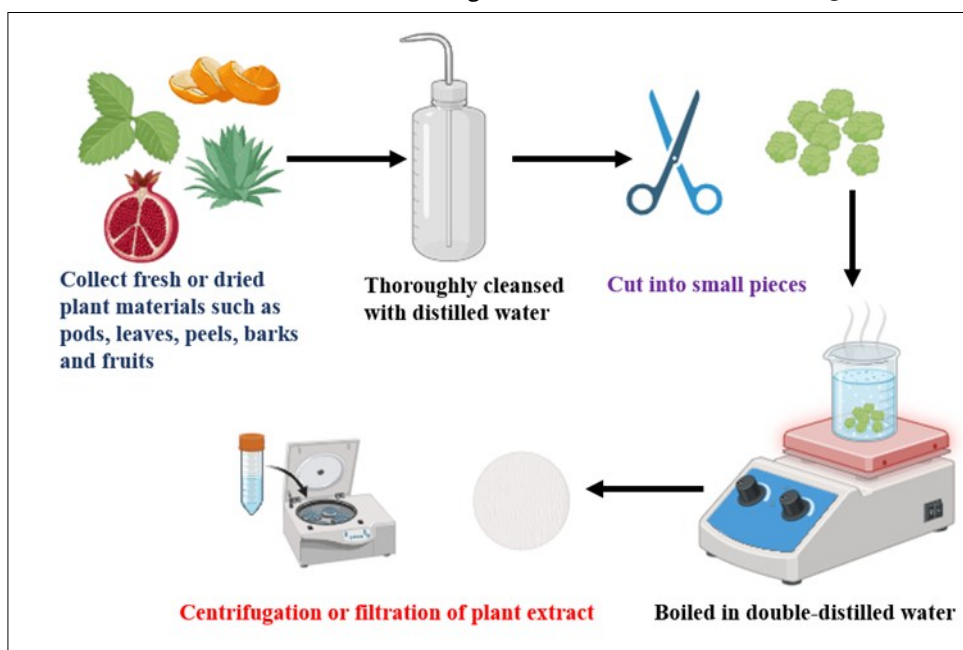 Collect fresh or dried
plant materials such as
pods, leaves, peels, barks
and fruits
Thoroughly cleansed
with distilled water
Cut into small pieces
Boiled in double-distilled water
Centrifugation or filtration of plant extract